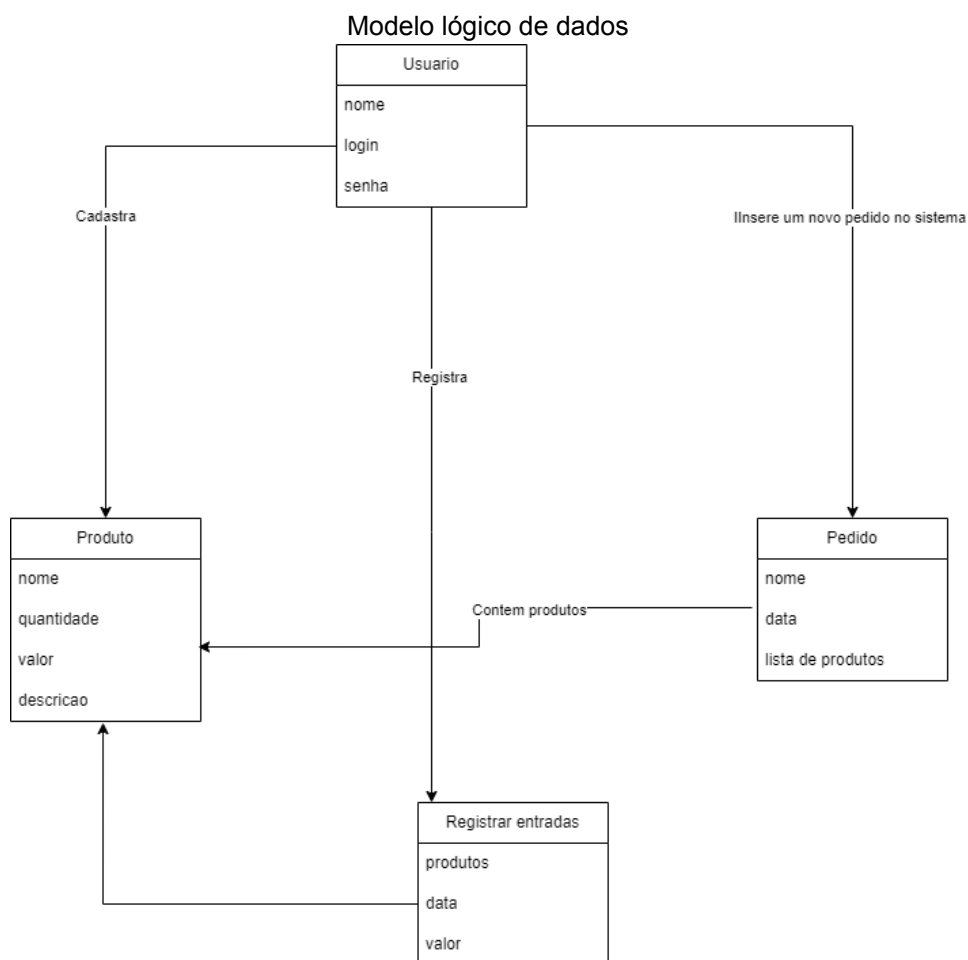 Modelo lógico de dados
Usuario
nome
login
senha
Cadastra
IInsere um novo pedido no sistema
Registra
Produto
nome
quantidade
valor
descricao
Pedido
nome
data
lista de produtos
Contem produtos
Registrar entradas
produtos
data
valor